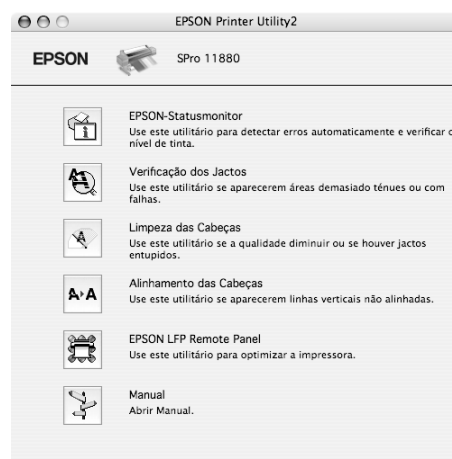 EPSON Printer Utility2
EPSON SPro 11880
EPSON-Statusmonitor
Use este utilitário para detectar erros automaticamente e verificar o
nível de tinta.
Verificação dos Jactos
Use este utilitário se aparecerem áreas demasiado ténues ou com
falhas.
Limpeza das Cabeças
Use este utilitário se a qualidade diminuir ou se houver jactos
entupidos.
Alinhamento das Cabeças
Use este utilitário se aparecerem linhas verticais não alinhadas.
EPSON LFP Remote Panel
Use este utilitário para optimizar a impressora.
Manual
Abrir Manual.